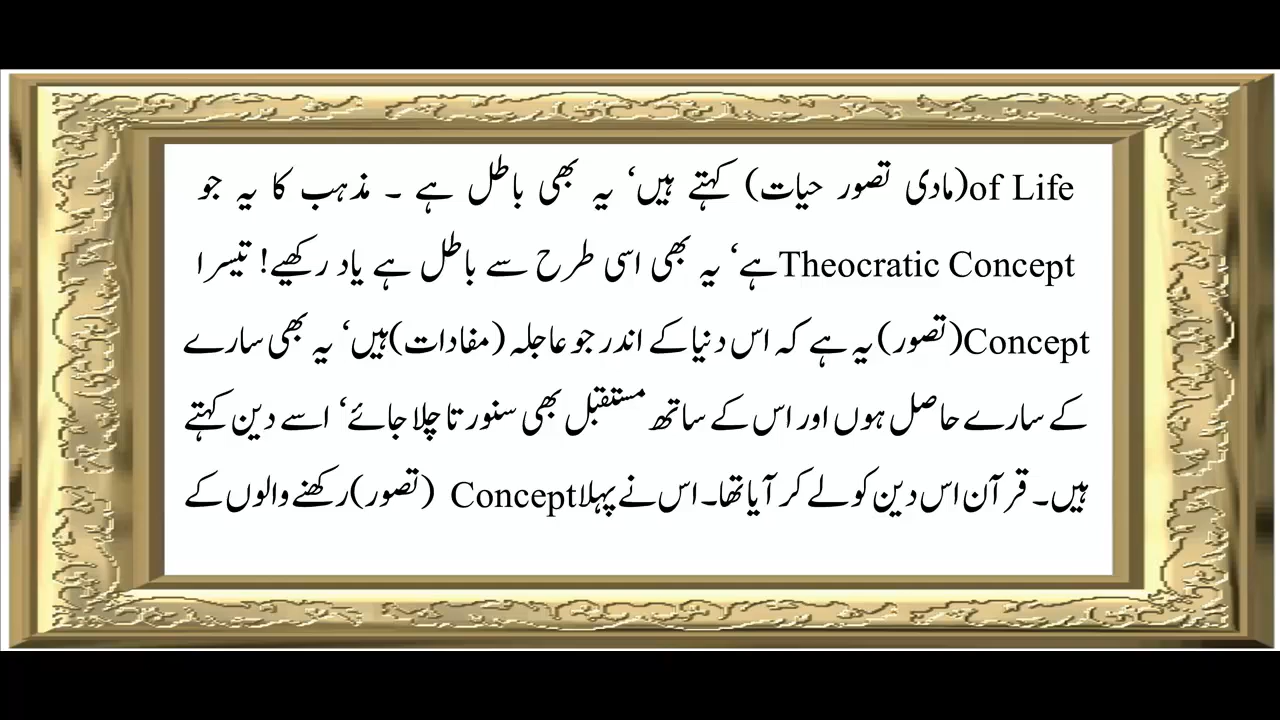 of Life(مادی تصور حیات) کہتے ہیں‘ یہ بھی باطل ہے ۔ مذہب کا یہ جو
Theocratic Concept ہے‘ یہ بھی اسی طرح سے باطل ہے یاد رکھیے! تیسرا
Concept(تصور) یہ ہے کہ اس دنیا کے اندر جو عاجلہ (مفادات) ہیں‘ یہ بھی سارے
کے سارے حاصل ہوں اور اس کے ساتھ مستقبل بھی سنورتا چلا جائے‘ اسے دین کہتے
ہیں۔ قرآن اس دین کو لے کر آیا تھا۔ اس نے پہلا Concept (تصور) رکھنے والوں کے